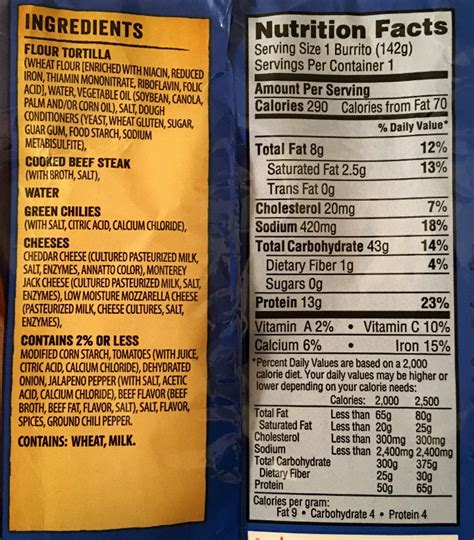 INGREDIENTS
FLOUR TORTILLA
(WHEAT FLOUR [ENRICHED WITH NIACIN, REDUCED
IRON, THIAMIN MONONITRATE, RIBOFLAVIN, FOLIC
ACID], WATER, VEGETABLE OIL (SOYBEAN, CANOLA,
PALM AND/OR CORN OIL), SALT, DOUGH
CONDITIONERS (YEAST, WHEAT GLUTEN, SUGAR,
GUAR GUM, FOOD STARCH, SODIUM
METABISULFITE),
COOKED BEEF STEAK
(WITH BROTH, SALT),
WATER
GREEN CHILIES
(WITH SALT, CITRIC ACID, CALCIUM CHLORIDE),
CHEESES
CHEDDAR CHEESE (CULTURED PASTEURIZED MILK,
SALT, ENZYMES, ANNATTO COLOR), MONTEREY
JACK CHEESE (CULTURED PASTEURIZED MILK, SALT,
ENZYMES), LOW MOISTURE MOZZARELLA CHEESE
(PASTEURIZED MILK, CHEESE CULTURES, SALT,
ENZYMES),
CONTAINS 2% OR LESS
MODIFIED CORN STARCH, TOMATOES (WITH JUICE,
CITRIC ACID, CALCIUM CHLORIDE), DEHYDRATED
ONION, JALAPENO PEPPER (WITH SALT, ACETIC
ACID, CALCIUM CHLORIDE), BEEF FLAVOR (BEEF
BROTH, BEEF FAT, FLAVOR, SALT), SALT, FLAVOR,
SPICES, GROUND CHILI PEPPER.
CONTAINS: WHEAT, MILK.
Nutrition Facts
Serving Size 1 Burrito (142g)
Servings Per Container 1
Amount Per Serving
Calories 290 Calories from Fat 70
% Daily Value*
Total Fat 8g 12%
Saturated Fat 2.5g 13%
Trans Fat 0g
Cholesterol 20mg 7%
Sodium 420mg 18%
Total Carbohydrate 43g 14%
Dietary Fiber 1g 4%
Sugars 0g
Protein 13g 23%
Vitamin A 2% • Vitamin C 10%
Calcium 6% • Iron 15%
*Percent Daily Values are based on a 2,000
calorie diet. Your daily values may be higher or
lower depending on your calorie needs:
Calories: 2,000 2,500
Total Fat Less than 65g 80g
Saturated Fat Less than 20g 25g
Cholesterol Less than 300mg 300mg
Sodium Less than 2,400mg 2,400mg
Total Carbohydrate 300g 375g
Dietary Fiber 25g 30g
Protein 50g 65g
Calories per gram:
Fat 9 • Carbohydrate 4 • Protein 4